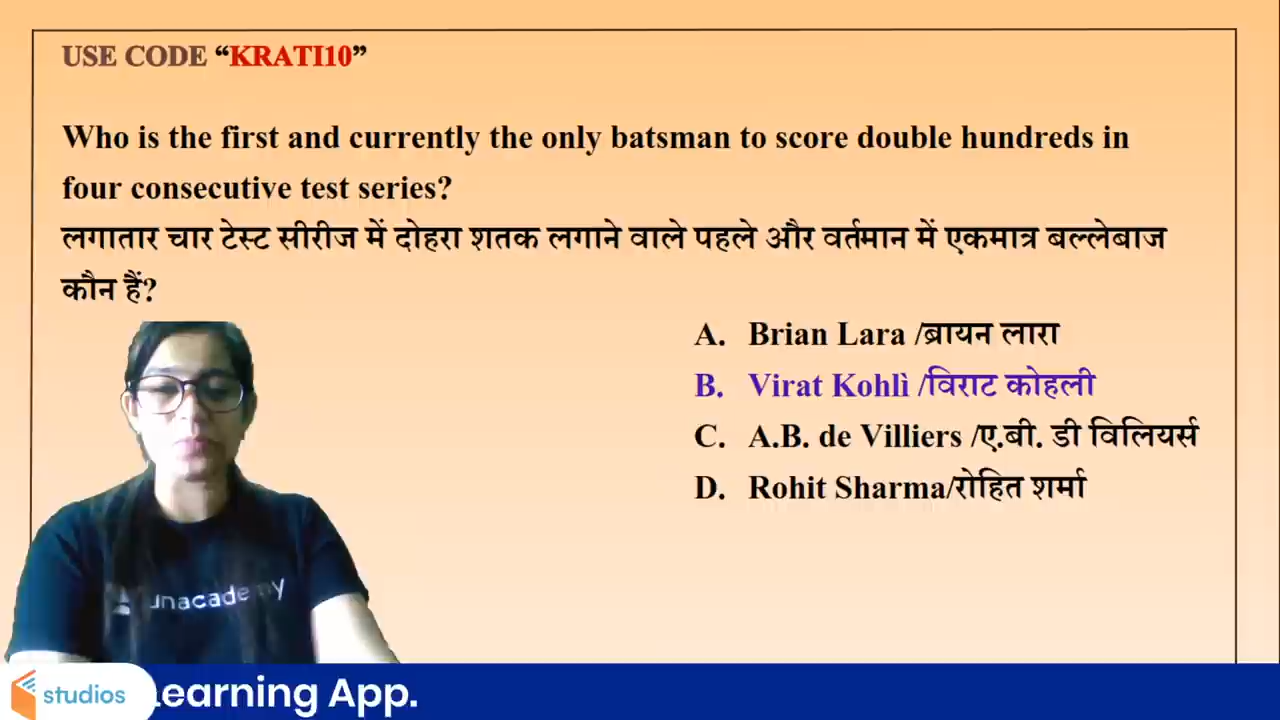 USE CODE “KRATI10”
Who is the first and currently the only batsman to score double hundreds in
four consecutive test series?
लगातार चार टेस्ट सीरीज में दोहरा शतक लगाने वाले पहले और वर्तमान में एकमात्र बल्लेबाज
कौन हैं?
A. Brian Lara /ब्रायन लारा
B. Virat Kohlì /विराट कोहली
C. A.B. de Villiers /ए.बी. डी विलियर्स
D. Rohit Sharma/रोहित शर्मा
unacademy
studios
Learning App.